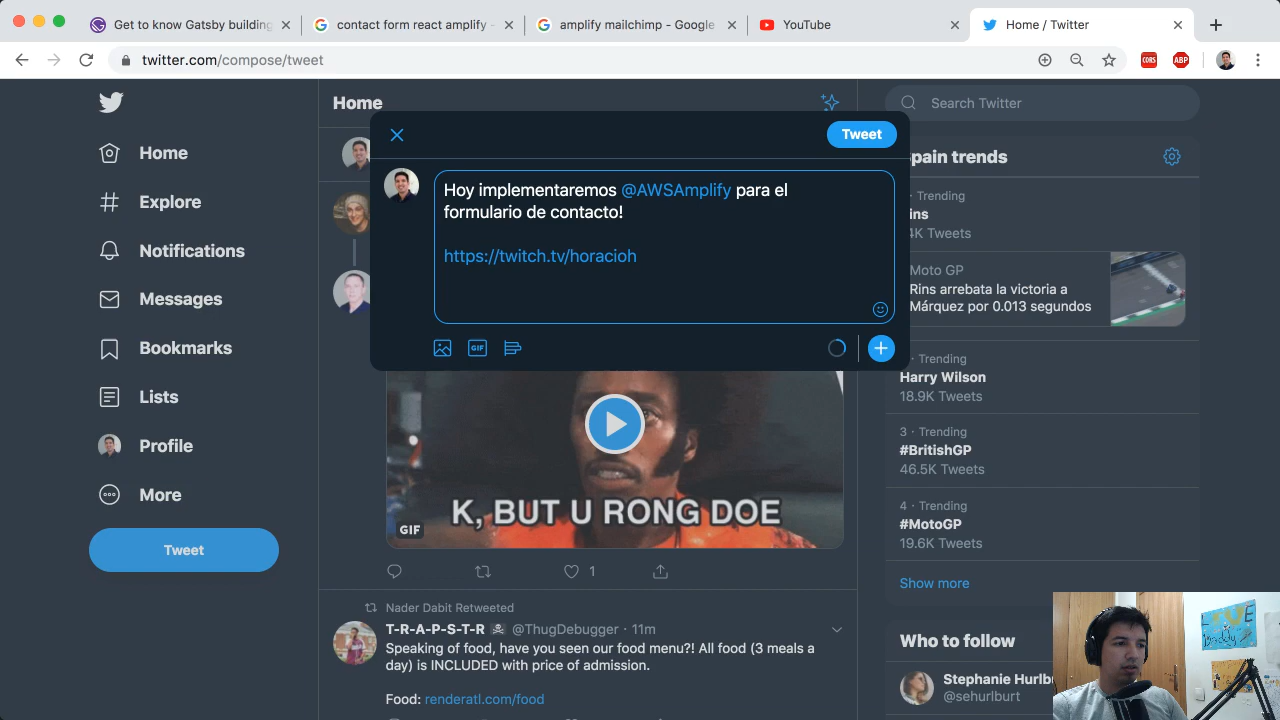 Get to know Gatsby building
contact form react amplify -
amplify mailchimp - Google
YouTube
Home / Twitter
twitter.com/compose/tweet
CORS
ABP
Home
Explore
Notifications
Messages
Bookmarks
Lists
Profile
More
Tweet
Home
Tweet
Hoy implementaremos @AWSAmplify para el
formulario de contacto!
https://twitch.tv/horacioh
GIF
K, BUT U RONG DOE
GIF
1
Nader Dabit Retweeted
T-R-A-P-S-T-R ☠ @ThugDebugger · 11m
Speaking of food, have you seen our food menu?! All food (3 meals a
day) is INCLUDED with price of admission.
Food: renderatl.com/food
Search Twitter
pain trends
· Trending
ins
4K Tweets
Moto GP
Rins arrebata la victoria a
Márquez por 0.013 segundos
· Trending
Harry Wilson
18.9K Tweets
3 · Trending
#BritishGP
46.5K Tweets
4 · Trending
#MotoGP
19.6K Tweets
Show more
Who to follow
Stephanie Hurlbu
@sehurlburt